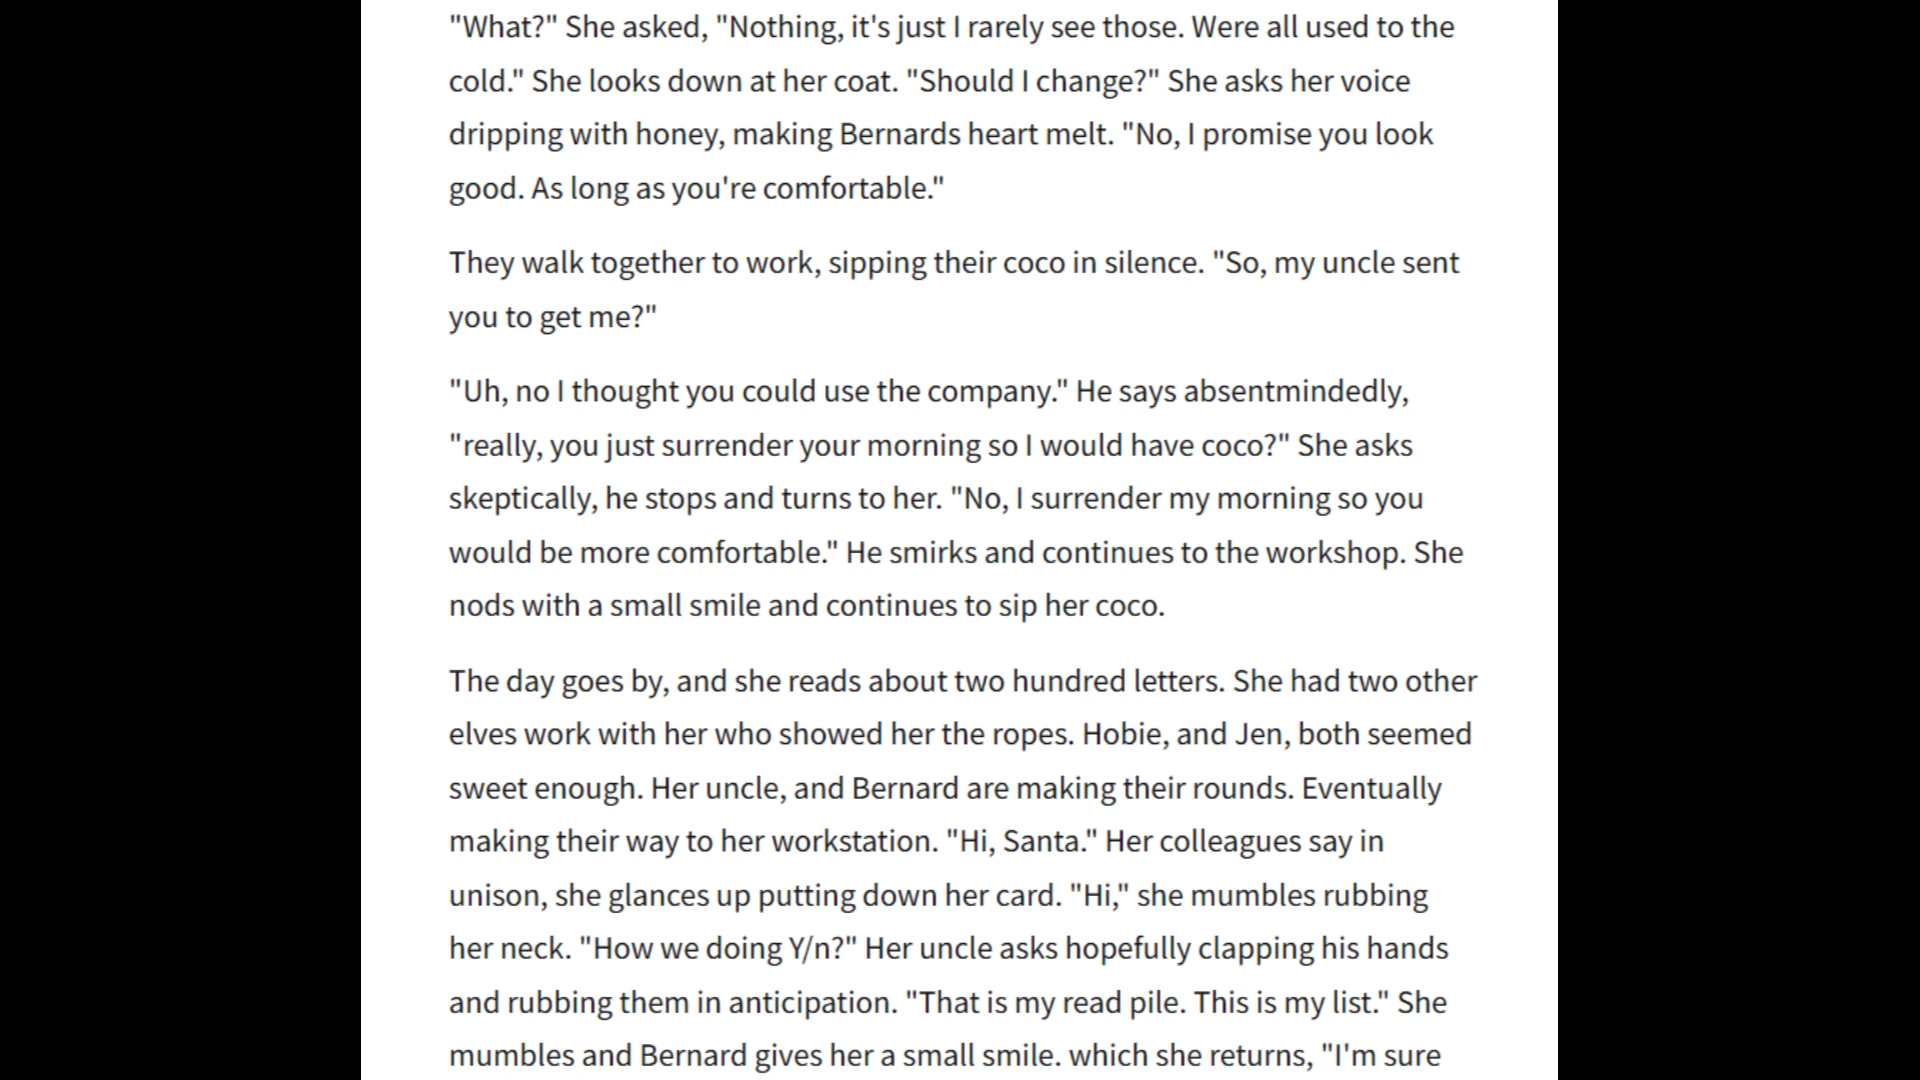 "What?" She asked, "Nothing, it's just I rarely see those. Were all used to the
cold." She looks down at her coat. "Should I change?" She asks her voice
dripping with honey, making Bernards heart melt. "No, I promise you look
good. As long as you're comfortable."
They walk together to work, sipping their coco in silence. "So, my uncle sent
you to get me?"
"Uh, no I thought you could use the company." He says absentmindedly,
"really, you just surrender your morning so I would have coco?" She asks
skeptically, he stops and turns to her. "No, I surrender my morning so you
would be more comfortable." He smirks and continues to the workshop. She
nods with a small smile and continues to sip her coco.
The day goes by, and she reads about two hundred letters. She had two other
elves work with her who showed her the ropes. Hobie, and Jen, both seemed
sweet enough. Her uncle, and Bernard are making their rounds. Eventually
making their way to her workstation. "Hi, Santa." Her colleagues say in
unison, she glances up putting down her card. "Hi," she mumbles rubbing
her neck. "How we doing Y/n?" Her uncle asks hopefully clapping his hands
and rubbing them in anticipation. "That is my read pile. This is my list." She
mumbles and Bernard gives her a small smile. which she returns, "I'm sure